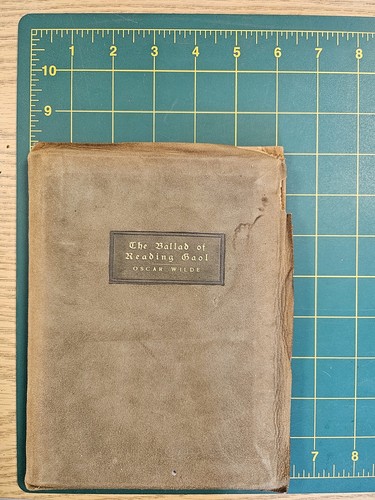 1 2 3 4 5 6 7 8
10
9
The Ballad of
Reading Gaol
OSCAR WILDE
7 8